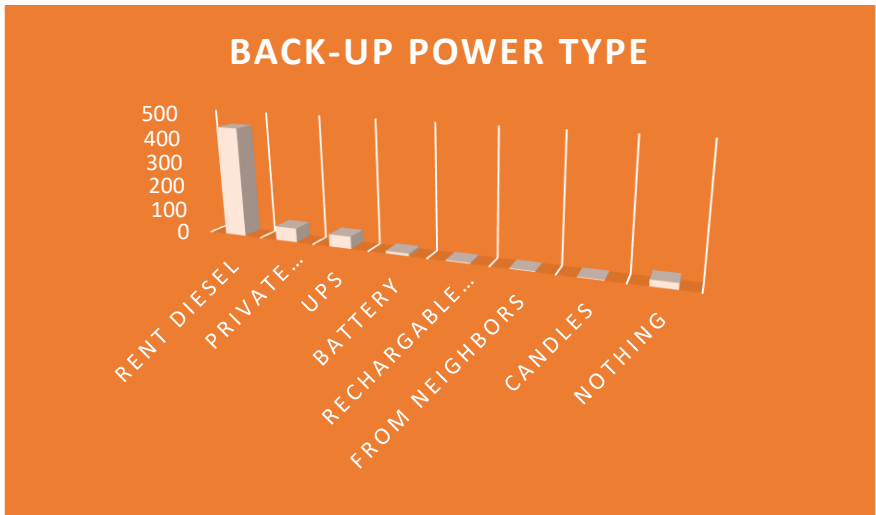 BACK-UP POWER TYPE
500
400
300
200
100
0
RENT DIESEL
PRIVATE...
UPS
BATTERY
RECHARGABLE...
FROM NEIGHBORS
CANDLES
NOTHING